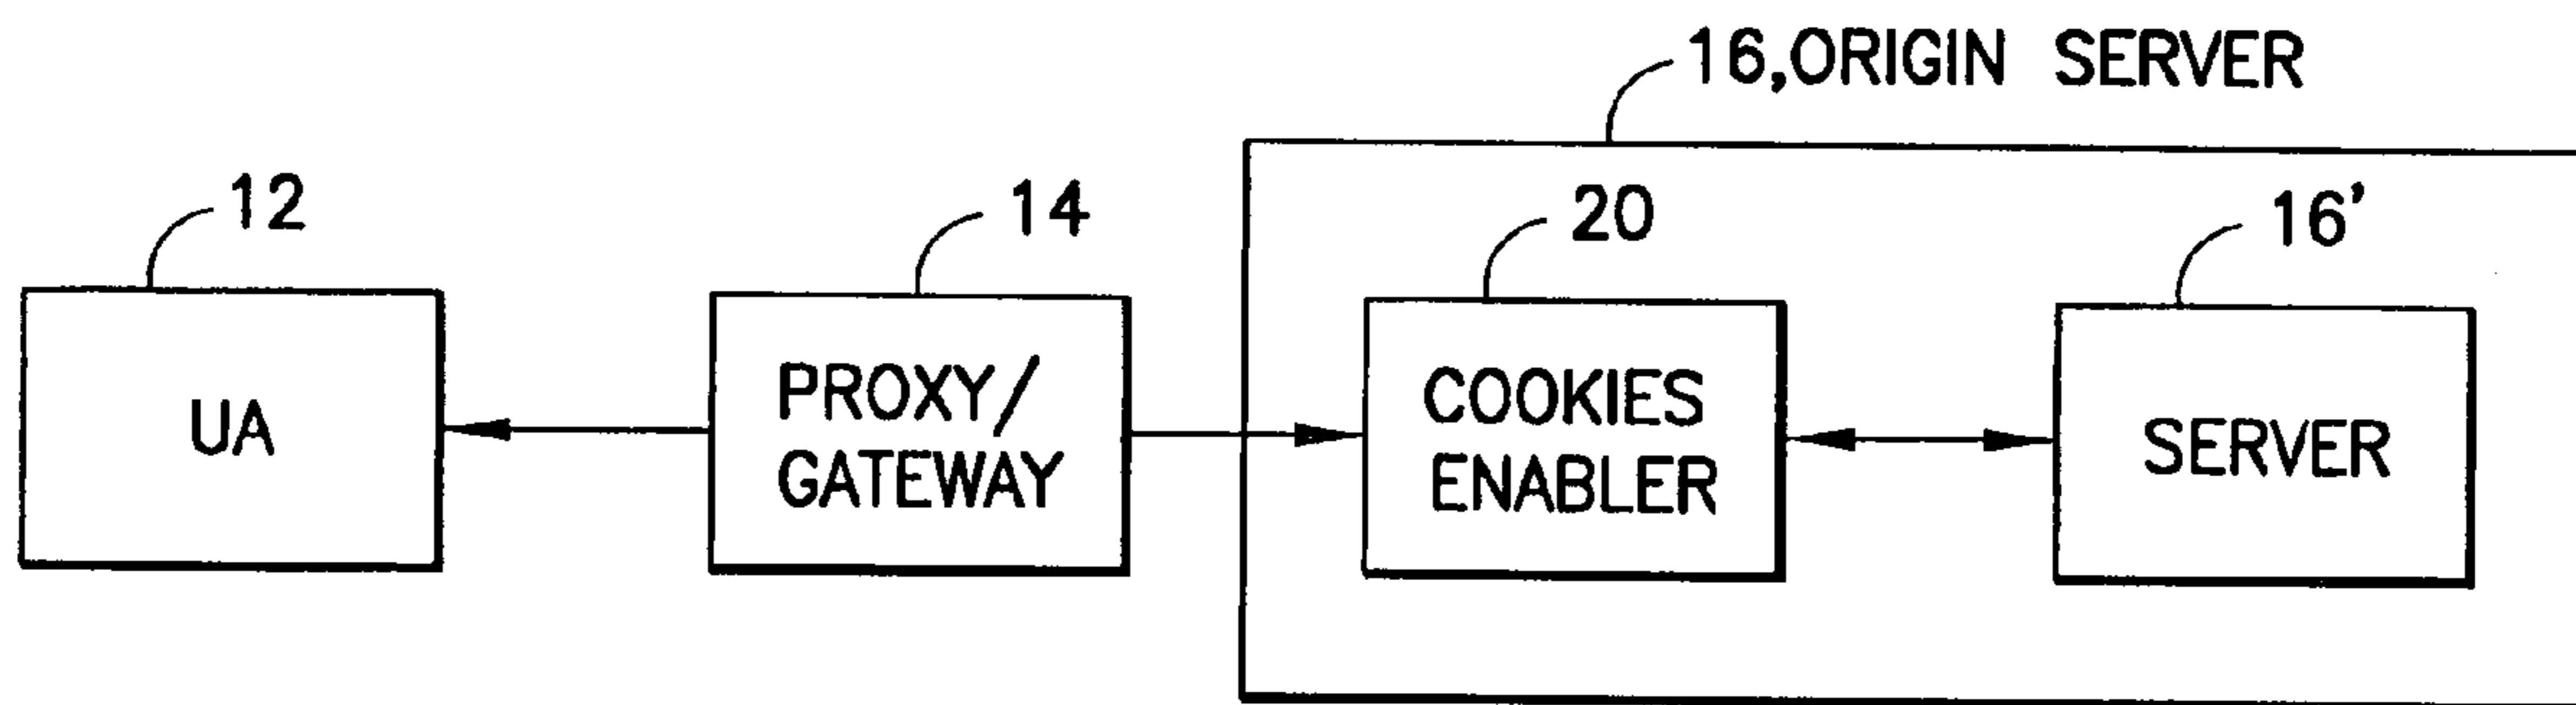 16,ORIGIN SERVER
12
14
20
16'
UA
PROXY/
GATEWAY
COOKIES
ENABLER
SERVER